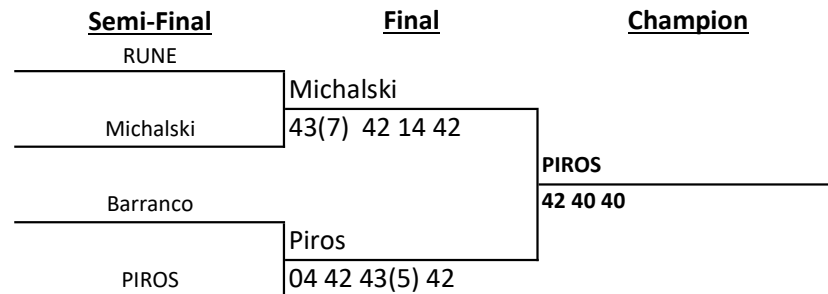 Semi-Final Final Champion
RUNE
Michalski
Michalski 43(7) 42 14 42
PIROS
Barranco 42 40 40
Piros
PIROS 04 42 43(5) 42